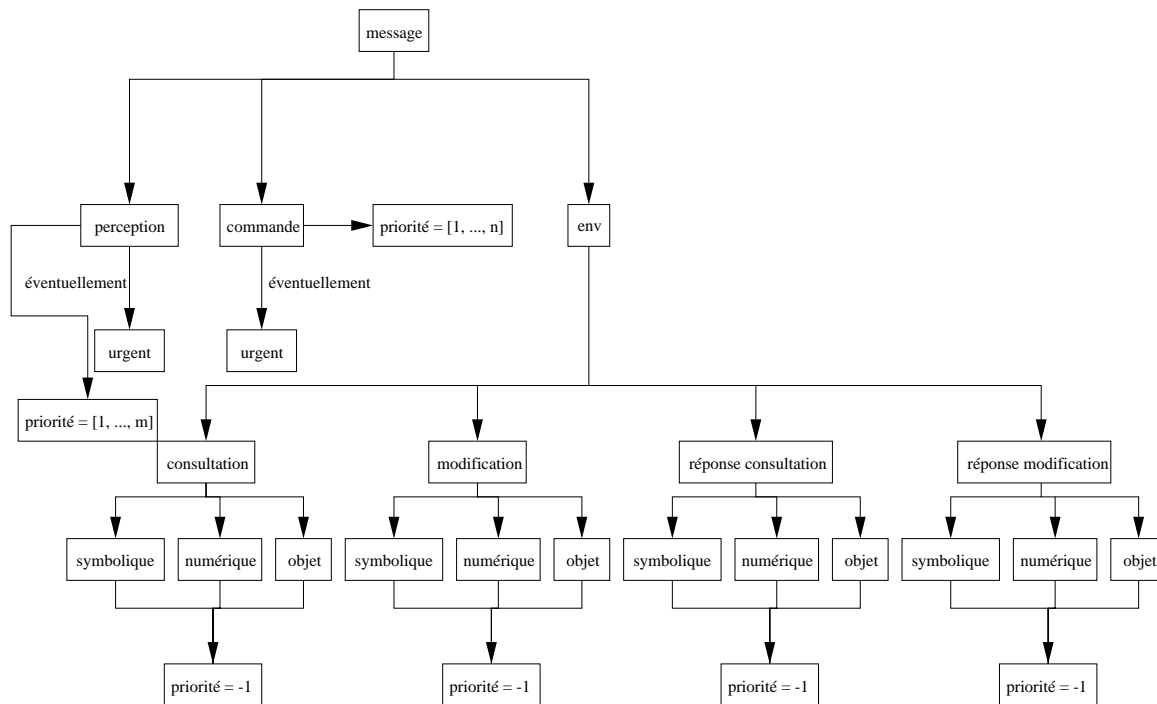 message
perception
commande
priorité = [1, ..., n]
env
éventuellement
éventuellement
urgent
urgent
priorité = [1, ..., m]
consultation
modification
réponse consultation
réponse modification
symbolique
numérique
objet
symbolique
numérique
objet
symbolique
numérique
objet
symbolique
numérique
objet
priorité = -1
priorité = -1
priorité = -1
priorité = -1